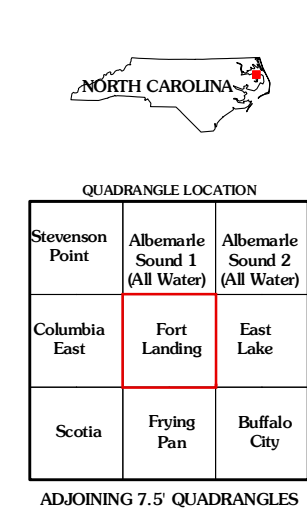 NORTH CAROLINA
QUADRANGLE LOCATION
Stevenson
Point
Albemarle
Sound 1
(All Water)
Albemarle
Sound 2
(All Water)
Columbia
East
Fort
Landing
East
Lake
Scotia
Frying
Pan
Buffalo
City
ADJOINING 7.5' QUADRANGLES